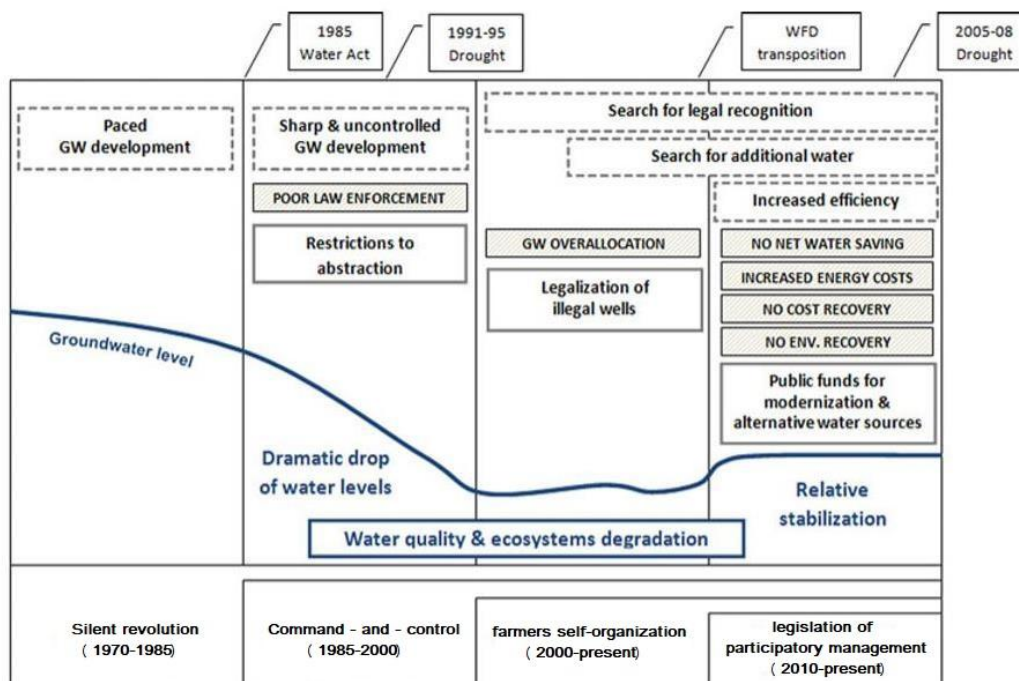 1985
Water Act
1991-95
Drought
WFD
transposition
2005-08
Drought
Paced
GW development
Sharp & uncontrolled
GW development
POOR LAW ENFORCEMENT
Restrictions to
abstraction
Search for legal recognition
Search for additional water
Increased efficiency
GW OVERALLOCATION
Legalization of
illegal wells
NO NET WATER SAVING
INCREASED ENERGY COSTS
NO COST RECOVERY
NO ENV. RECOVERY
Public funds for
modernization &
alternative water sources
Groundwater level
Dramatic drop
of water levels
Relative
stabilization
Water quality & ecosystems degradation
Silent revolution
( 1970-1985)
Command - and - control
( 1985-2000)
farmers self-organization
( 2000-present)
legislation of
participatory management
( 2010-present)